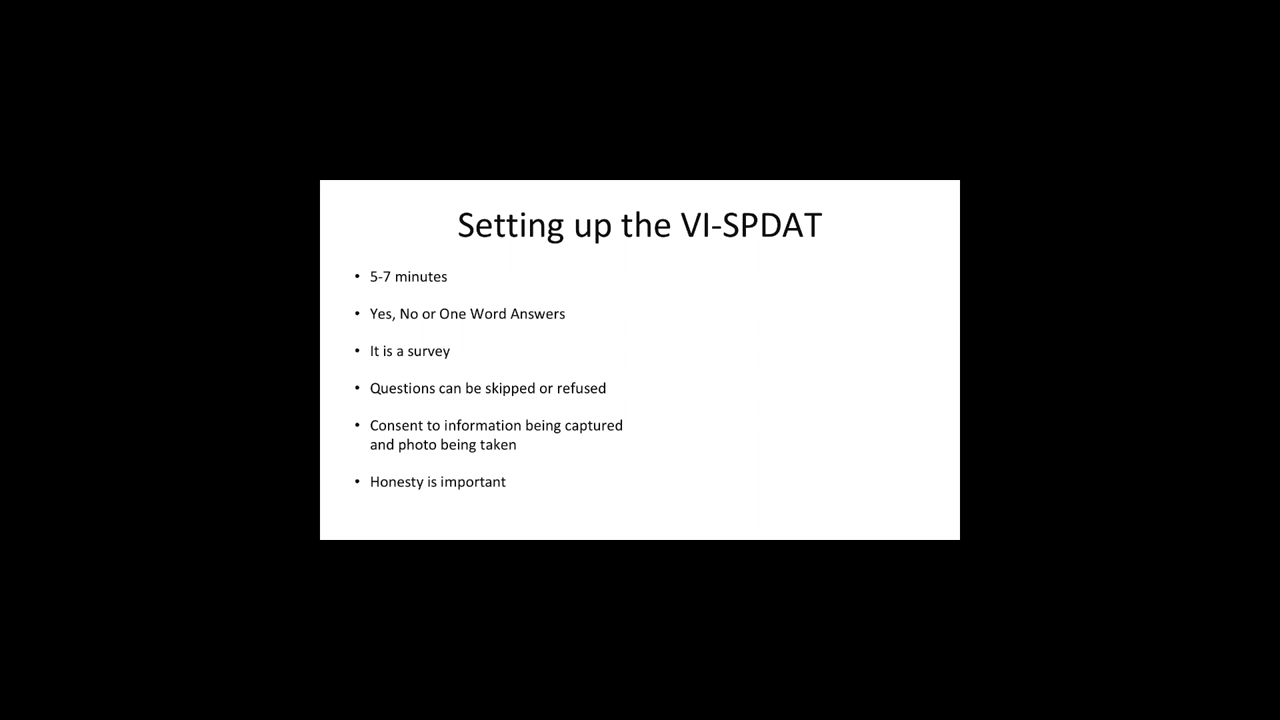 Setting up the VI-SPDAT
• 5-7 minutes
• Yes, No or One Word Answers
• It is a survey
• Questions can be skipped or refused
• Consent to information being captured
and photo being taken
• Honesty is important